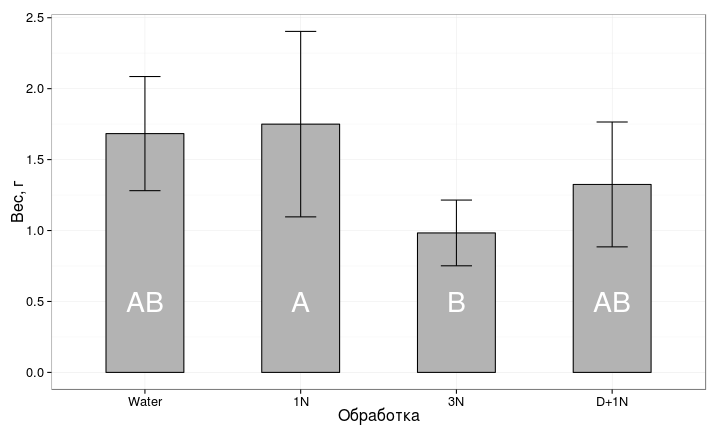 Вес, г
2.5
2.0
1.5
1.0
0.5
0.0
AB
A
B
AB
Water
1N
3N
D+1N
Обработка